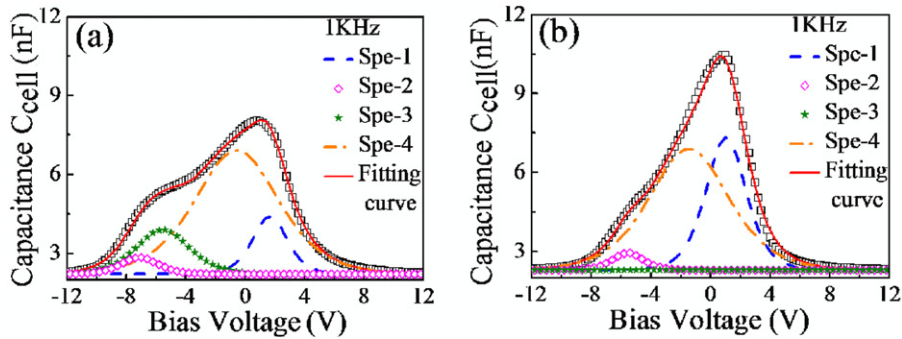 (a)
1KHz
Spe-1
Spe-2
Spe-3
Spe-4
Fitting
curve
Capacitance Ccell(nF)
12
9
6
3
-12 -8 -4 0 4 8 12
Bias Voltage (V)
(b)
1KHz
Spc-1
Spe-2
Spe-3
Spe-4
Fitting
curve
Capacitance Ccell(nF)
12
9
6
3
-12 -8 -4 0 4 8 12
Bias Voltage (V)